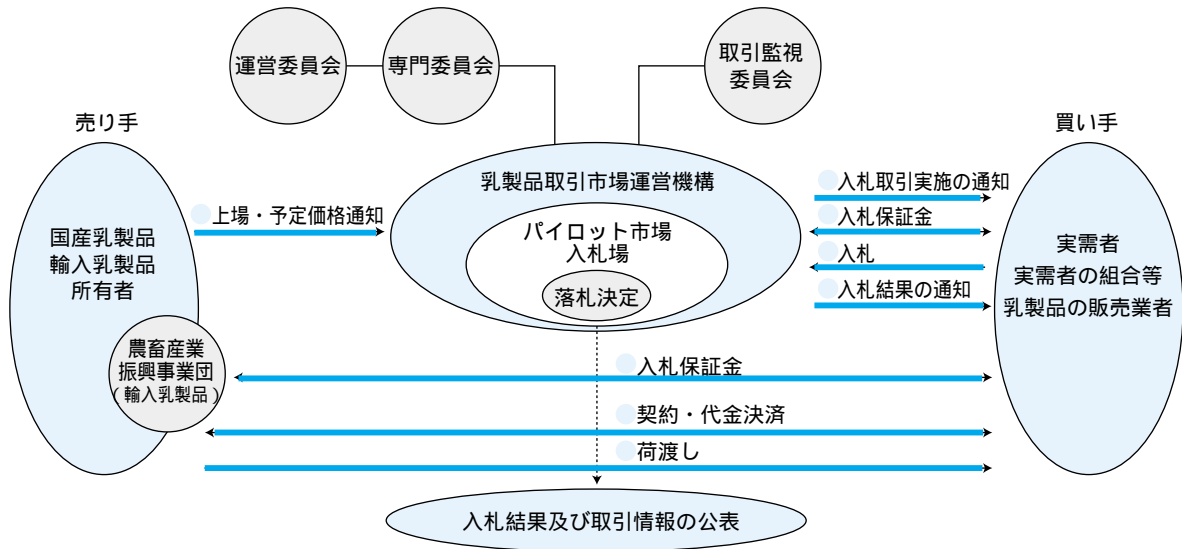 運営委員会
専門委員会
取引監視
委員会
売り手
買い手
国産乳製品
輸入乳製品
所有者
農畜産業
振興事業団
(輸入乳製品)
上場・予定価格通知
乳製品取引市場運営機構
パイロット市場
入札場
落札決定
入札取引実施の通知
入札保証金
入札
入札結果の通知
実需者
実需者の組合等
乳製品の販売業者
入札保証金
契約・代金決済
荷渡し
入札結果及び取引情報の公表